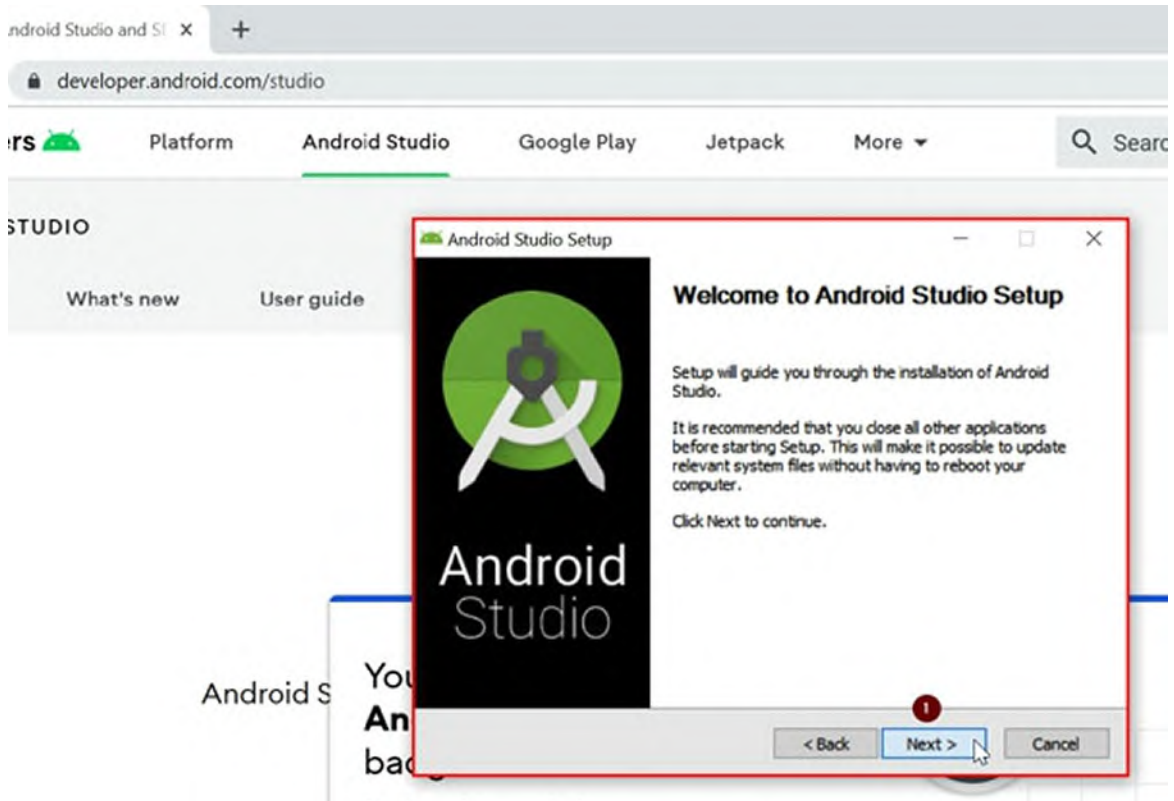 ndroid Studio and S
developer.android.com/studio
rs Platform Android Studio Google Play Jetpack More Searc
STUDIO
What's new User guide
Android Studio Setup
Welcome to Android Studio Setup
Setup will guide you through the installation of Android
Studio.
It is recommended that you close all other applications
before starting Setup. This will make it possible to update
relevant system files without having to reboot your
computer.
Click Next to continue.
Android
Studio
Android S
You
An
1
< Back Next > Cancel